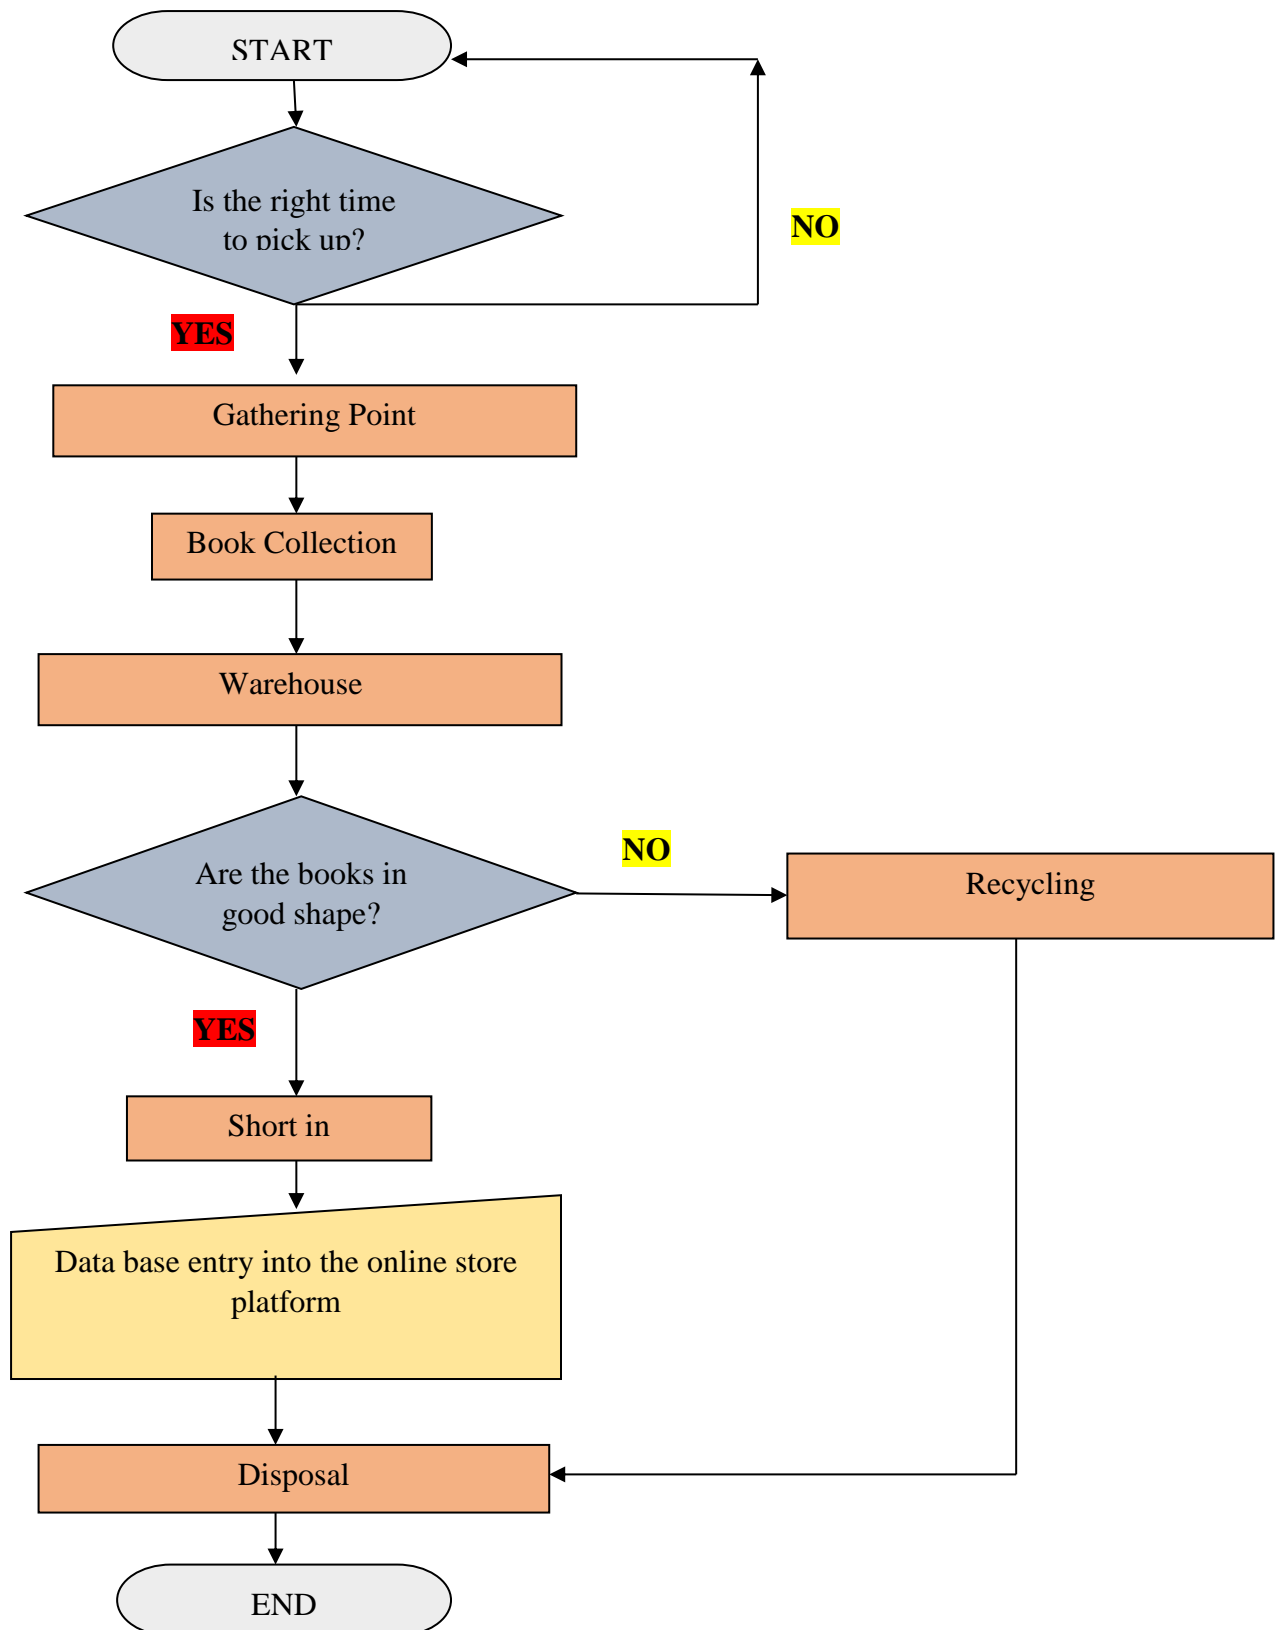 START
Is the right time
to pick up?
NO
YES
Gathering Point
Book Collection
Warehouse
Are the books in
good shape?
NO
Recycling
YES
Short in
Data base entry into the online store
platform
Disposal
END